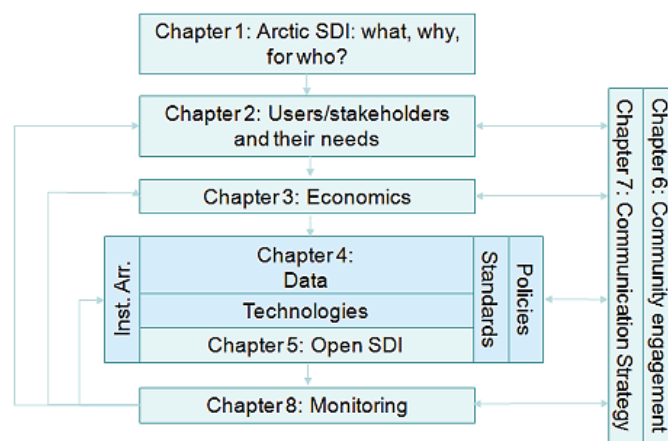 Chapter 1: Arctic SDI: what, why,
for who?
Chapter 2: Users/stakeholders
and their needs
Chapter 3: Economics
Inst. Arr.
Chapter 4:
Data
Technologies
Chapter 5: Open SDI
Standards
Policies
Chapter 8: Monitoring
Chapter 7: Communication Strategy
Chapter 6: Community engagement